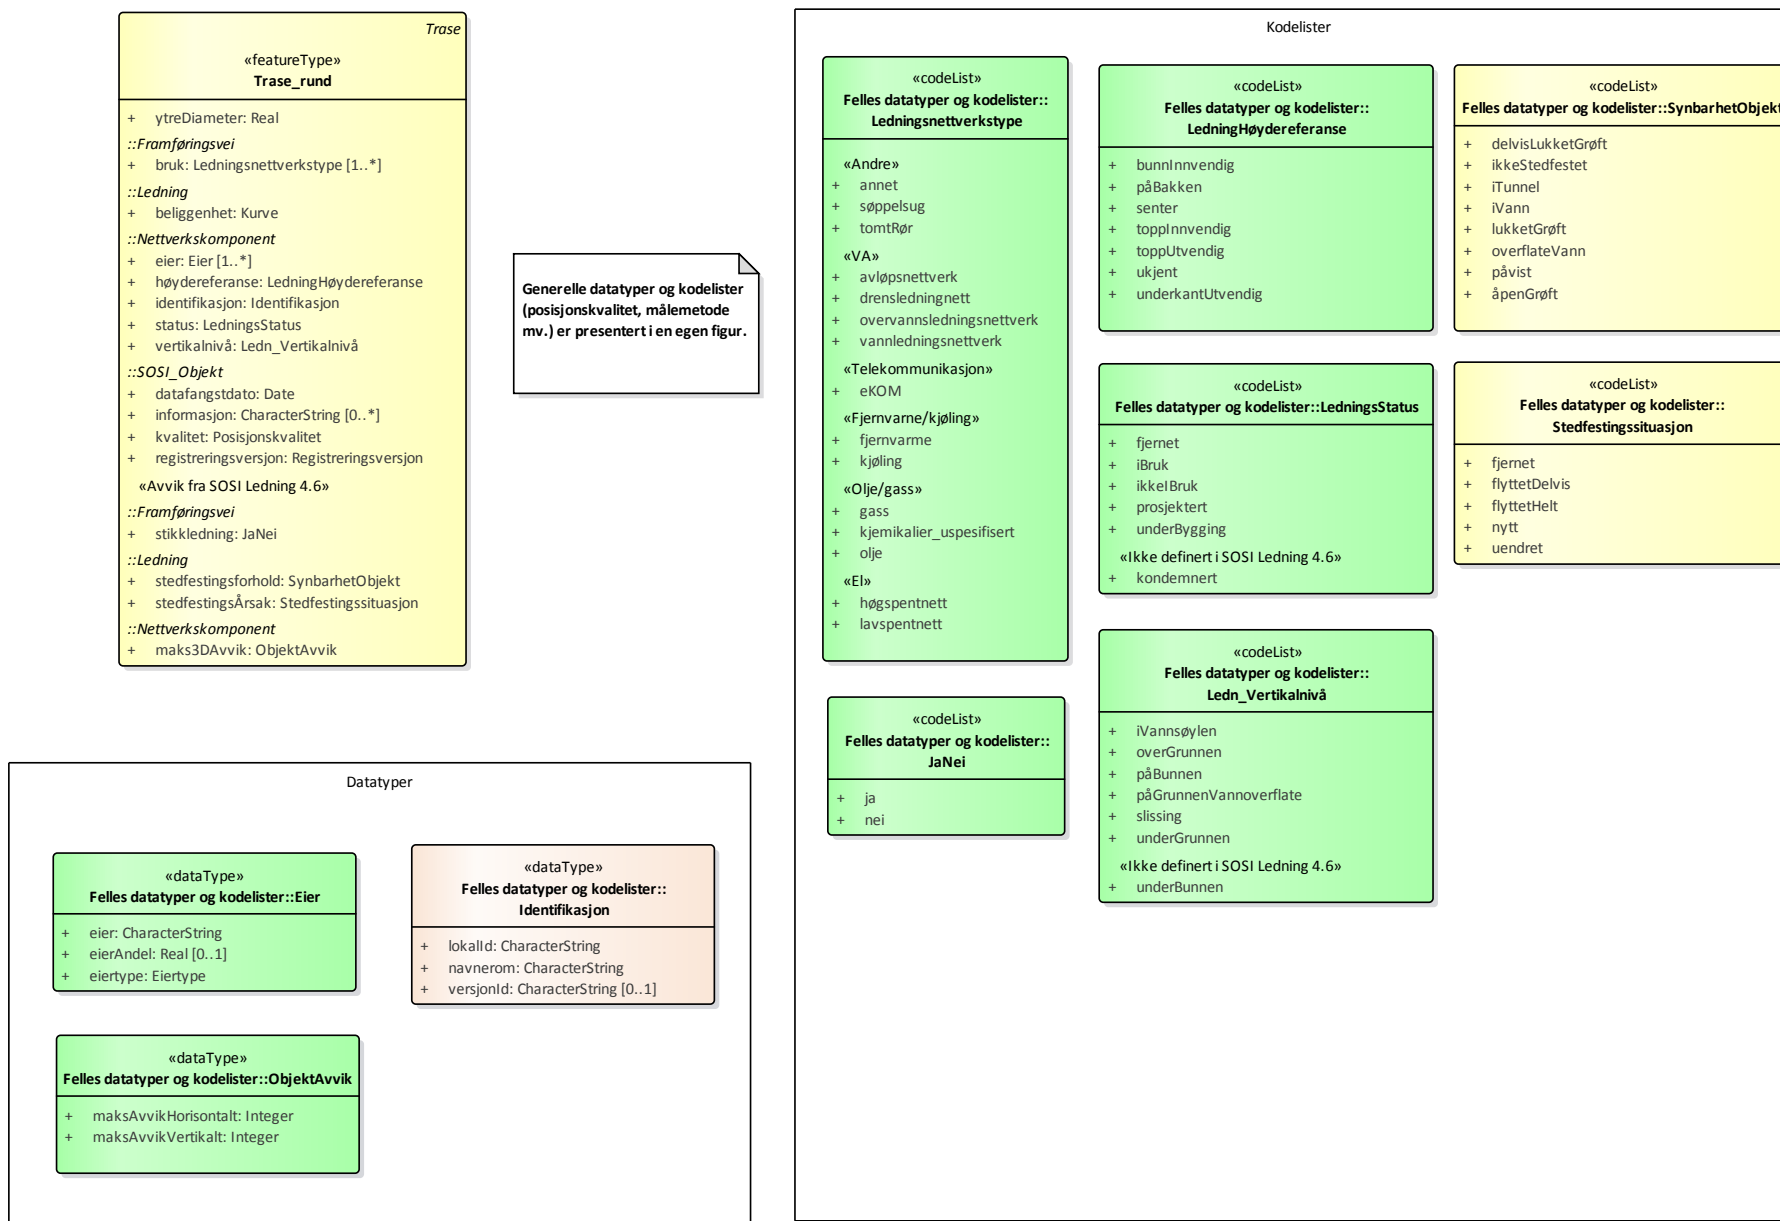 Trase
«featureType»
Trase_rund
+ ytreDiameter: Real
::Framføringsvei
+ bruk: Ledningsnettverkstype [1..*]
::Ledning
+ beliggenhet: Kurve
::Nettverkskomponent
+ eier: Eier [1..*]
+ høydereferanse: LedningHøydereferanse
+ identifikasjon: Identifikasjon
+ status: LedningsStatus
+ vertikalnivå: Ledn_Vertikalnivå
::SOSI_Objekt
+ datafangstdato: Date
+ informasjon: CharacterString [0..*]
+ kvalitet: Posisjonskvalitet
+ registreringsversjon: Registreringsversjon
«Avvik fra SOSI Ledning 4.6»
::Framføringsvei
+ stikkledning: JaNei
::Ledning
+ stedfestingsforhold: SynbarhetObjekt
+ stedfestingsÅrsak: Stedfestingssituasjon
::Nettverkskomponent
+ maks3DAvvik: ObjektAvvik
Generelle datatyper og kodelister
(posisjonskvalitet, målemetode
mv.) er presentert i en egen figur.
Kodelister
«codeList»
Felles datatyper og kodelister::
Ledningsnettverkstype
«Andre»
+ annet
+ søppelsug
+ tomtRør
«VA»
+ avløpsnettverk
+ drensledningnett
+ overvannsledningsnettverk
+ vannledningsnettverk
«Telekommunikasjon»
+ eKOM
«Fjernvarne/kjøling»
+ fjernvarme
+ kjøling
«Olje/gass»
+ gass
+ kjemikalier_uspesifisert
+ olje
«El»
+ høgspentnett
+ lavspentnett
«codeList»
Felles datatyper og kodelister::
JaNei
+ ja
+ nei
«codeList»
Felles datatyper og kodelister::
LedningHøydereferanse
+ bunnInnvendig
+ påBakken
+ senter
+ toppInnvendig
+ toppUtvendig
+ ukjent
+ underkantUtvendig
«codeList»
Felles datatyper og kodelister::LedningsStatus
+ fjernet
+ iBruk
+ ikkeIBruk
+ prosjektert
+ underBygging
«Ikke definert i SOSI Ledning 4.6»
+ kondemnert
«codeList»
Felles datatyper og kodelister::
Ledn_Vertikalnivå
+ iVannsøylen
+ overGrunnen
+ påBunnen
+ påGrunnenVannoverflate
+ slissing
+ underGrunnen
«Ikke definert i SOSI Ledning 4.6»
+ underBunnen
«codeList»
Felles datatyper og kodelister::SynbarhetObjekt
+ delvisLukketGrøft
+ ikkeStedfestet
+ iTunnel
+ iVann
+ lukketGrøft
+ overflateVann
+ påvist
+ åpenGrøft
«codeList»
Felles datatyper og kodelister::
Stedfestingssituasjon
+ fjernet
+ flyttetDelvis
+ flyttetHelt
+ nytt
+ uendret
Datatyper
«dataType»
Felles datatyper og kodelister::Eier
+ eier: CharacterString
+ eierAndel: Real [0..1]
+ eiertype: Eiertype
«dataType»
Felles datatyper og kodelister::
Identifikasjon
+ lokalId: CharacterString
+ navnerom: CharacterString
+ versjonId: CharacterString [0..1]
«dataType»
Felles datatyper og kodelister::ObjektAvvik
+ maksAvvikHorisontalt: Integer
+ maksAvvikVertikalt: Integer